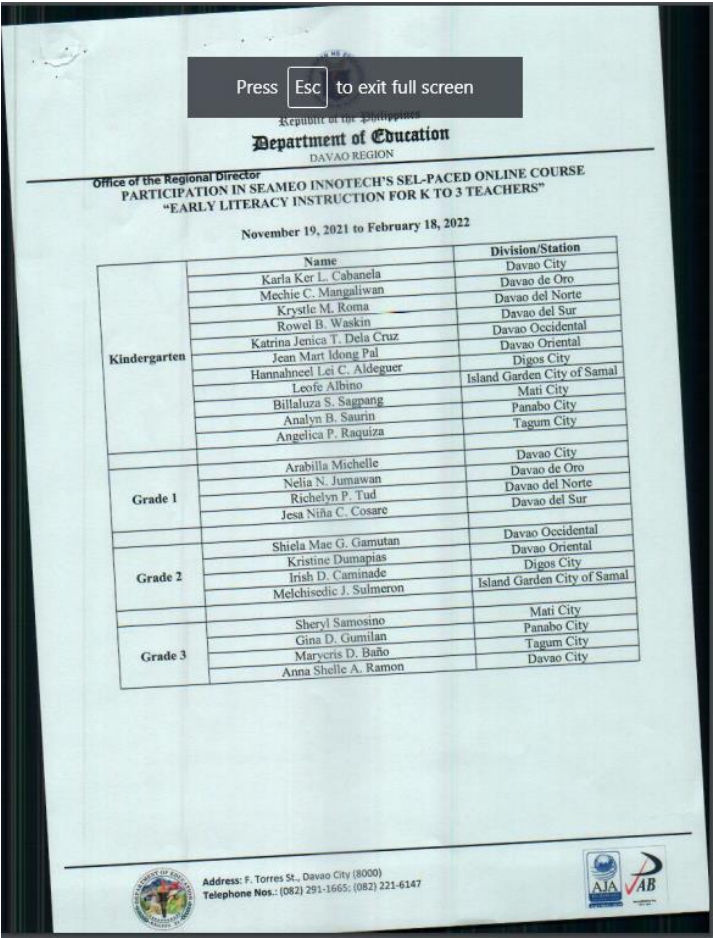 Press Esc to exit full screen
Republic of the Philippines
Department of Education
DAVAO REGION
Office of the Regional Director
PARTICIPATION IN SEAMEO INNOTECH'S SEL-PACED ONLINE COURSE
“EARLY LITERACY INSTRUCTION FOR K TO 3 TEACHERS”
November 19, 2021 to February 18, 2022
Name Division/Station
Kindergarten
Karla Ker L. Cabanela Davao City
Mechie C. Mangaliwan Davao de Oro
Krystle M. Roma Davao del Norte
Rowel B. Waskin Davao del Sur
Katrina Jenica T. Dela Cruz Davao Occidental
Jean Mart Idong Pal Davao Oriental
Hannahneel Lei C. Aldeguer Digos City
Leofe Albino Island Garden City of Samal
Billaluza S. Sagpang Mati City
Analyn B. Saurin Panabo City
Angelica P. Raquiza Tagum City
Grade 1
Arabilla Michelle Davao City
Nelia N. Jumawan Davao de Oro
Richelyn P. Tud Davao del Norte
Jesa Niña C. Cosare Davao del Sur
Grade 2
Shiela Mae G. Gamutan Davao Occidental
Kristine Dumapias Davao Oriental
Irish D. Caminade Digos City
Melchisedic J. Sulmeron Island Garden City of Samal
Grade 3
Sheryl Samosino Mati City
Gina D. Gumilan Panabo City
Marycris D. Baño Tagum City
Anna Shelle A. Ramon Davao City
Address: F. Torres St., Davao City (8000)
Telephone Nos.: (082) 291-1665; (082) 221-6147
DEPARTMENT OF EDUCATION
AJA
PAB